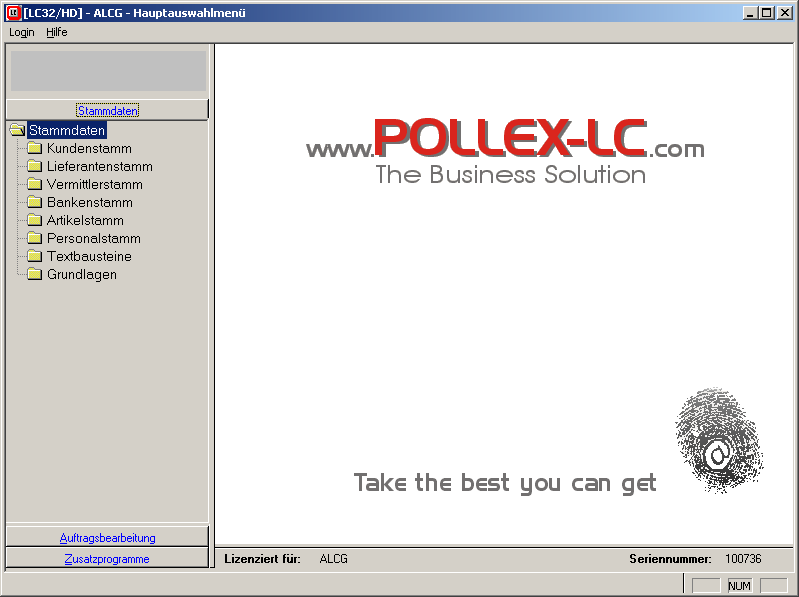 [LC32/HD] - ALCG - Hauptauswahlmenü
Login Hilfe
Stammdaten
Stammdaten
Kundenstamm
Lieferantenstamm
Vermittlerstamm
Bankenstamm
Artikelstamm
Personalstamm
Textbausteine
Grundlagen
Auftragsbearbeitung
Zusatzprogramme
www.POLLEX-LC.com
The Business Solution
@
Take the best you can get
Lizenziert für: ALCG Seriennummer: 100736
NUM